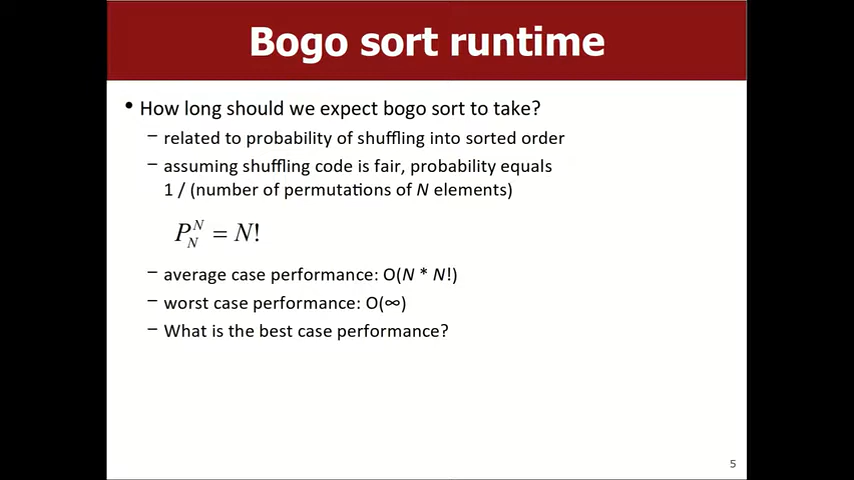 Bogo sort runtime
• How long should we expect bogo sort to take?
– related to probability of shuffling into sorted order
– assuming shuffling code is fair, probability equals
1 / (number of permutations of N elements)
P_N^N = N!
– average case performance: O(N * N!)
– worst case performance: O(∞)
– What is the best case performance?
5